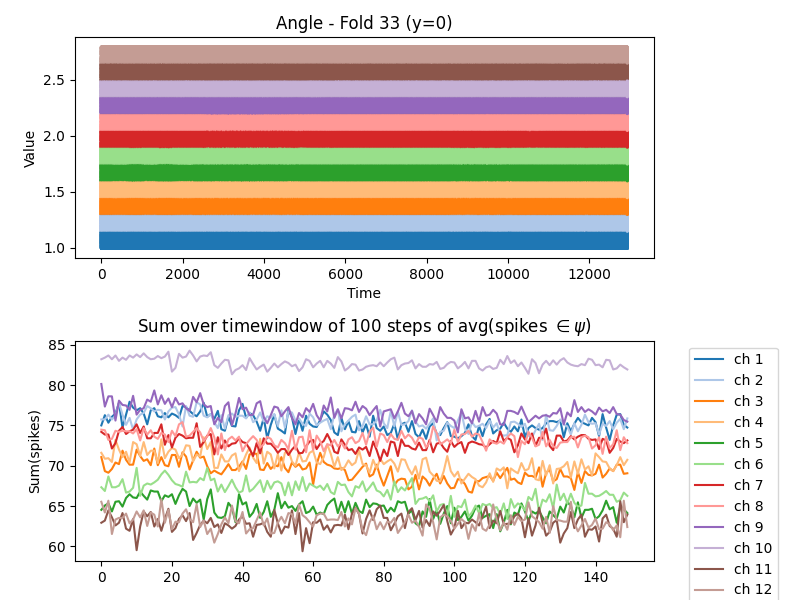 Angle - Fold 33 (y=0)
Value
2.5
2.0
1.5
1.0
0 2000 4000 6000 8000 10000 12000
Time
Sum over timewindow of 100 steps of avg(spikes ∈ ψ)
Sum(spikes)
85
80
75
70
65
60
0 20 40 60 80 100 120 140
ch 1
ch 2
ch 3
ch 4
ch 5
ch 6
ch 7
ch 8
ch 9
ch 10
ch 11
ch 12